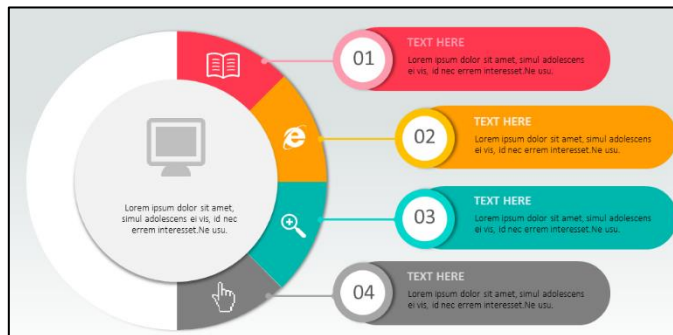 Lorem ipsum dolor sit amet,
simul adolescens ei vis, id nec
errem interesset.Ne usu.
01
TEXT HERE
Lorem ipsum dolor sit amet, simul adolescens
ei vis, id nec errem interesset.Ne usu.
02
TEXT HERE
Lorem ipsum dolor sit amet, simul adolescens
ei vis, id nec errem interesset.Ne usu.
03
TEXT HERE
Lorem ipsum dolor sit amet, simul adolescens
ei vis, id nec errem interesset.Ne usu.
04
TEXT HERE
Lorem ipsum dolor sit amet, simul adolescens
ei vis, id nec errem interesset.Ne usu.